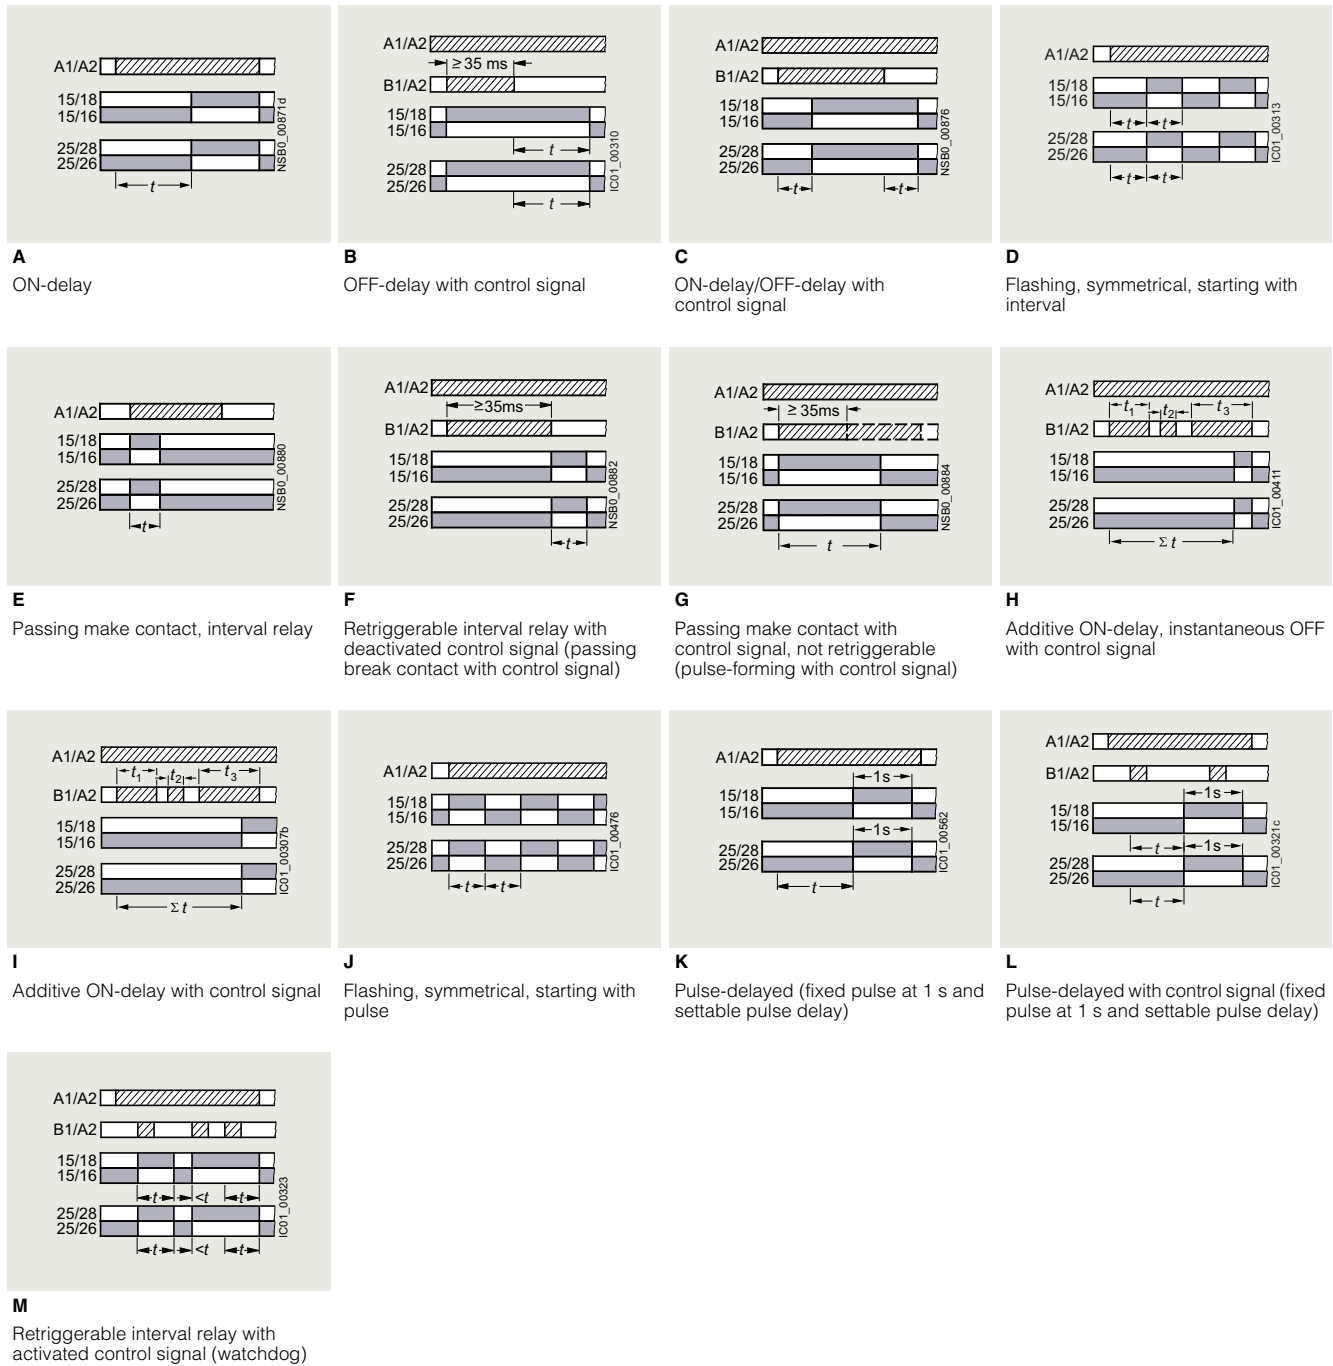 A1/A2
15/18
15/16
25/28
25/26
t
NSB0_00871d
A
ON-delay
A1/A2
≥ 35 ms
B1/A2
15/18
15/16
t
25/28
25/26
t
IC01_00310
B
OFF-delay with control signal
A1/A2
B1/A2
15/18
15/16
25/28
25/26
t t
NSB0_00876
C
ON-delay/OFF-delay with
control signal
A1/A2
15/18
15/16
t t
25/28
25/26
t t
IC01_00313
D
Flashing, symmetrical, starting with
interval
A1/A2
15/18
15/16
25/28
25/26
t
NSB0_00880
E
Passing make contact, interval relay
A1/A2
≥35ms
B1/A2
15/18
15/16
25/28
25/26
t
NSB0_00882
F
Retriggerable interval relay with
deactivated control signal (passing
break contact with control signal)
A1/A2
≥ 35ms
B1/A2
15/18
15/16
25/28
25/26
t
NSB0_00884
G
Passing make contact with
control signal, not retriggerable
(pulse-forming with control signal)
A1/A2
t1 t2 t3
B1/A2
15/18
15/16
25/28
25/26
Σ t
IC01_00411
H
Additive ON-delay, instantaneous OFF
with control signal
A1/A2
t1 t2 t3
B1/A2
15/18
15/16
25/28
25/26
Σ t
IC01_00307b
I
Additive ON-delay with control signal
A1/A2
15/18
15/16
25/28
25/26
t t
IC01_00476
J
Flashing, symmetrical, starting with
pulse
A1/A2
1s
15/18
15/16
1s
25/28
25/26
t
IC01_00562
K
Pulse-delayed (fixed pulse at 1 s and
settable pulse delay)
A1/A2
B1/A2
1s
15/18
15/16
t 1s
25/28
25/26
t
IC01_00321c
L
Pulse-delayed with control signal (fixed
pulse at 1 s and settable pulse delay)
A1/A2
B1/A2
15/18
15/16
t <t t
25/28
25/26
t <t t
IC01_00323
M
Retriggerable interval relay with
activated control signal (watchdog)